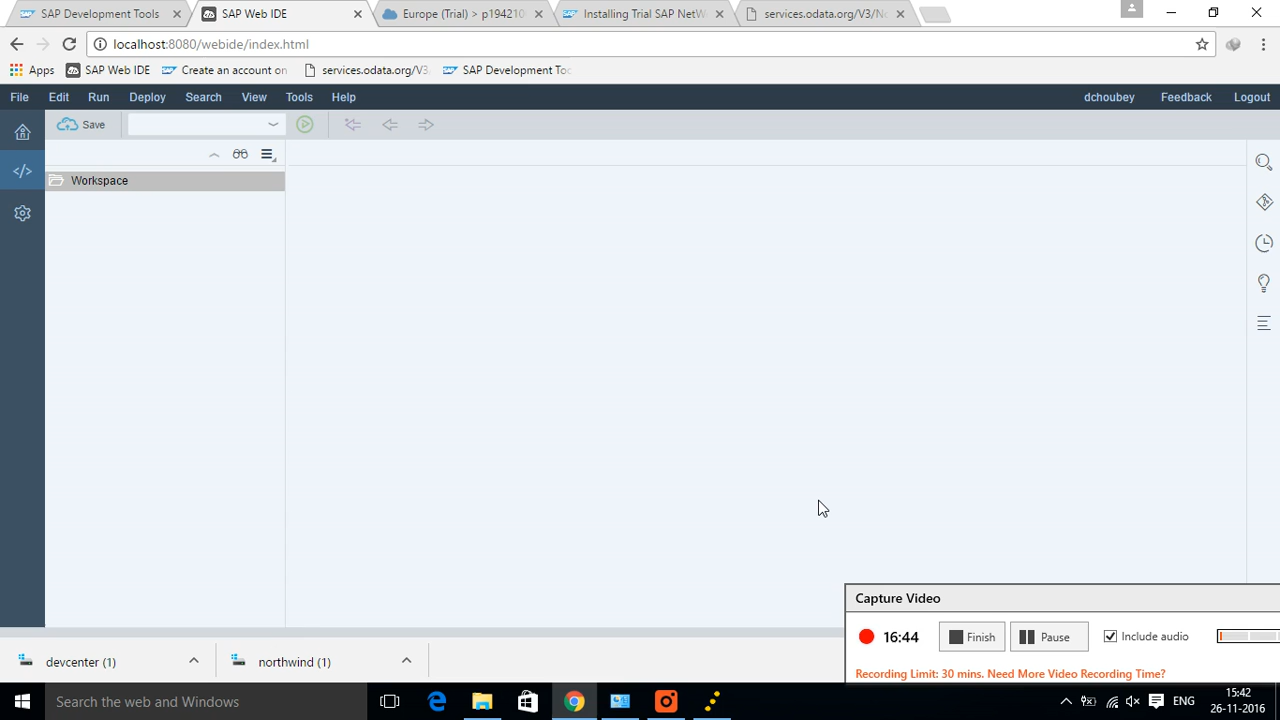 SAP Development Tools
SAP Web IDE
Europe (Trial) > p194210
Installing Trial SAP NetW
services.odata.org/V3/No
localhost:8080/webide/index.html
Apps
SAP Web IDE
Create an account on
services.odata.org/V3/
SAP Development Too
File Edit Run Deploy Search View Tools Help
dchoubey Feedback Logout
Save
Workspace
Capture Video
16:44 Finish Pause Include audio
Recording Limit: 30 mins. Need More Video Recording Time?
devcenter (1)
northwind (1)
Search the web and Windows
ENG
15:42
26-11-2016